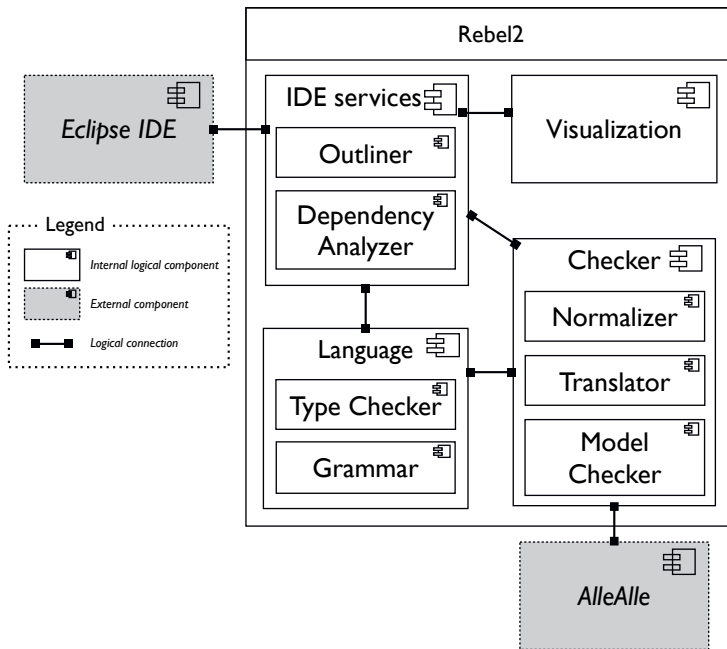 Rebel2
Eclipse IDE
IDE services
Outliner
Dependency
Analyzer
Visualization
Legend
Internal logical component
External component
Logical connection
Language
Type Checker
Grammar
Checker
Normalizer
Translator
Model
Checker
AlleAlle